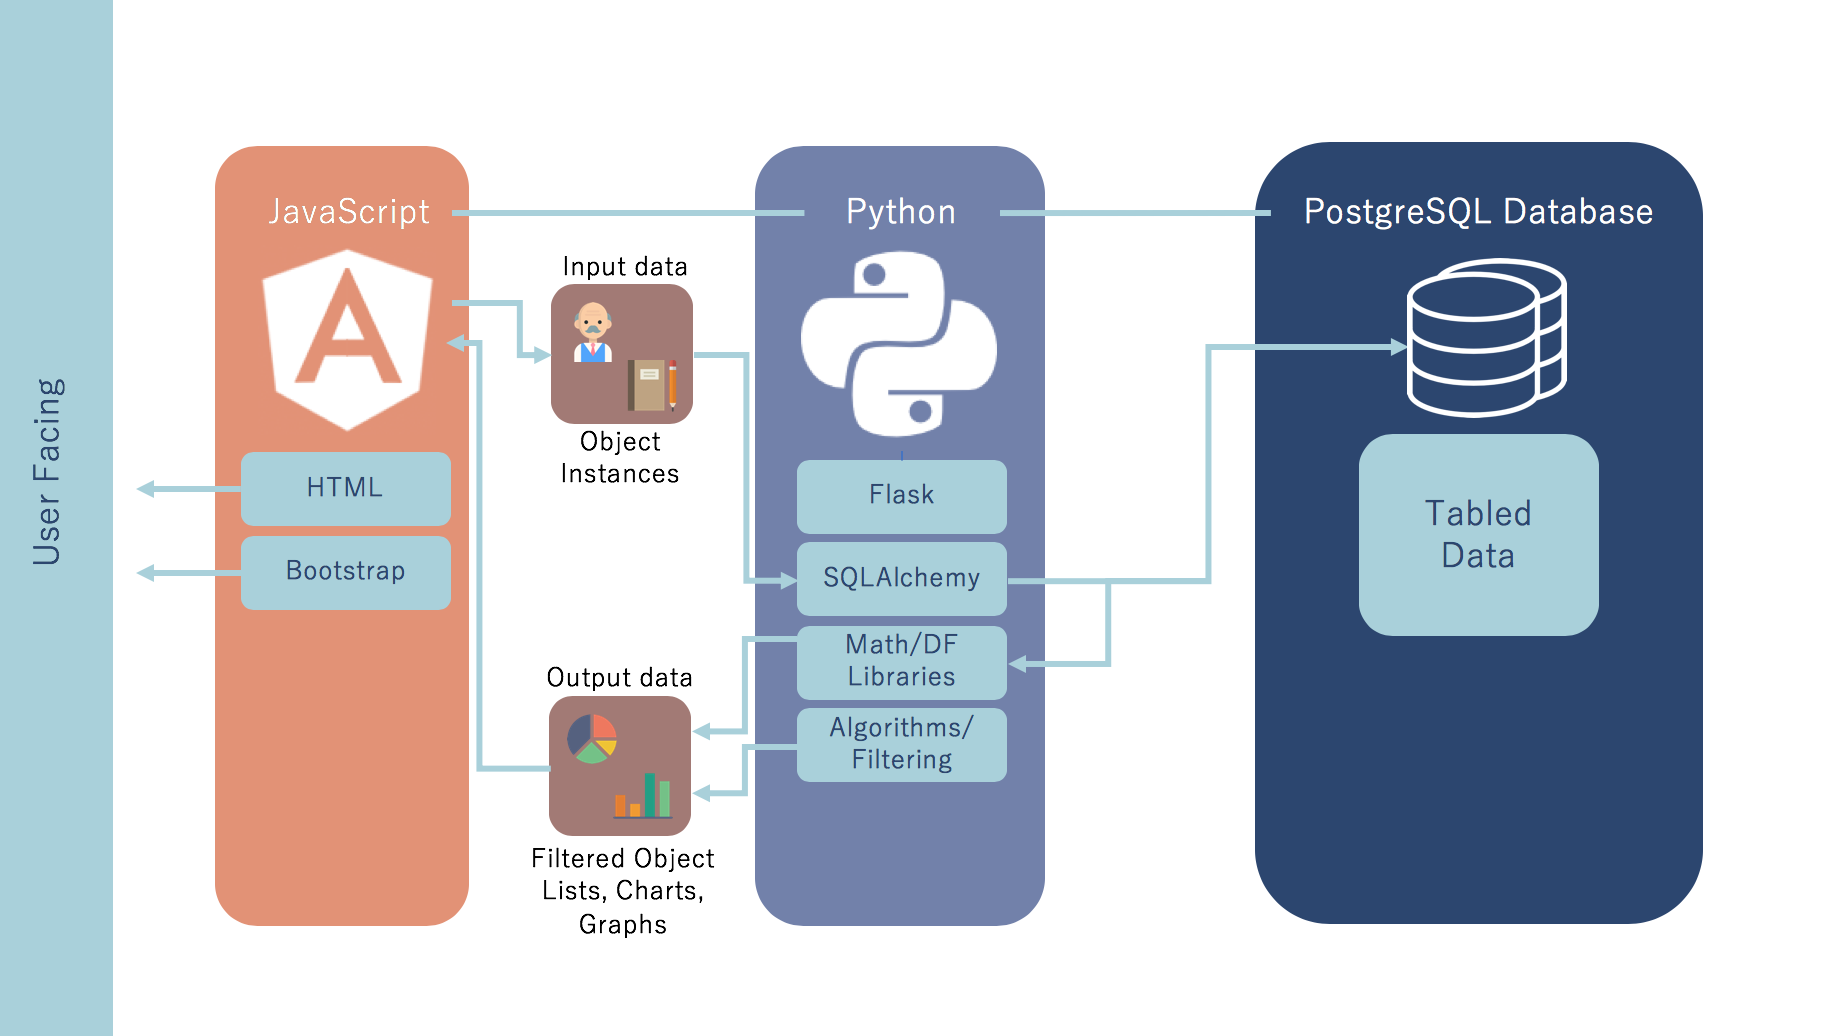 User Facing
JavaScript
HTML
Bootstrap
Input data
Object
Instances
Output data
Filtered Object
Lists, Charts,
Graphs
Python
Flask
SQLAlchemy
Math/DF
Libraries
Algorithms/
Filtering
PostgreSQL Database
Tabled
Data